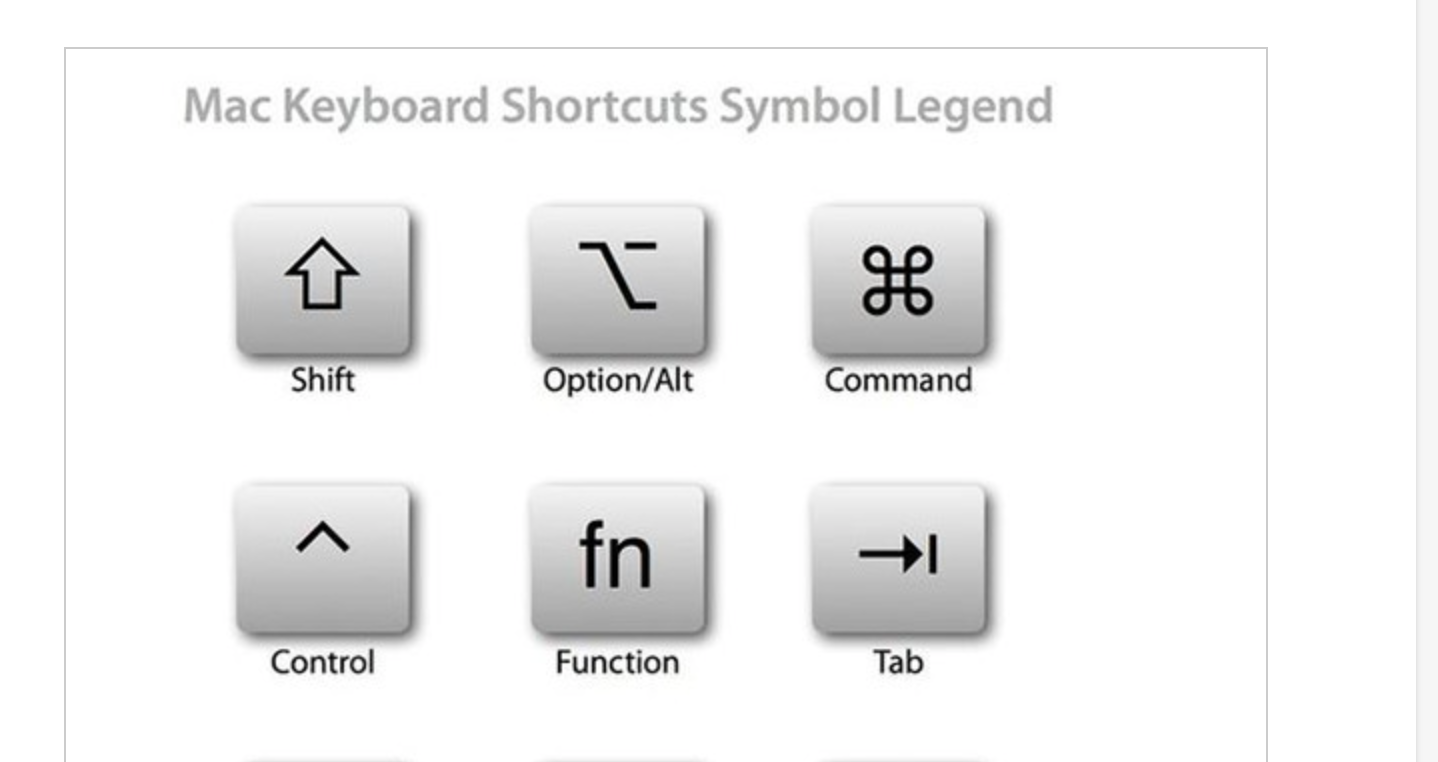 Mac Keyboard Shortcuts Symbol Legend
⇧ ⌥ ⌘
Shift Option/Alt Command
^ fn →|
Control Function Tab